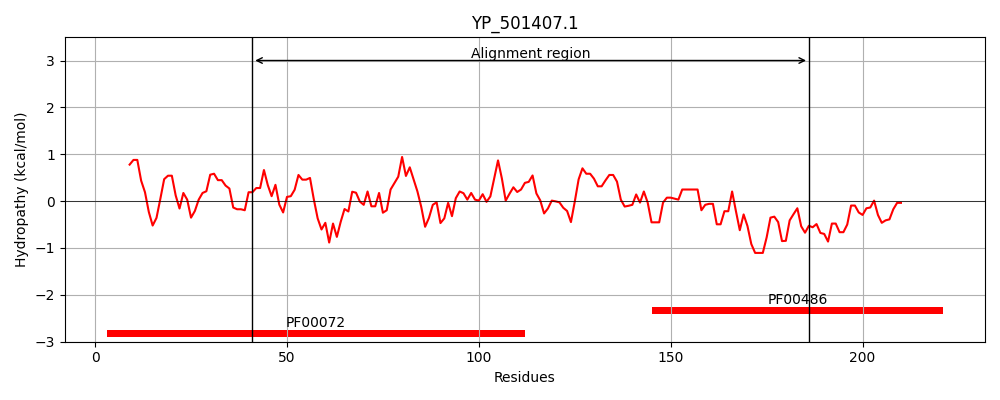 YP_501407.1
Alignment region
Hydropathy (kcal/mol)
3
2
1
0
−1
−2
−3
PF00486
PF00072
0 50 100 150 200
Residues